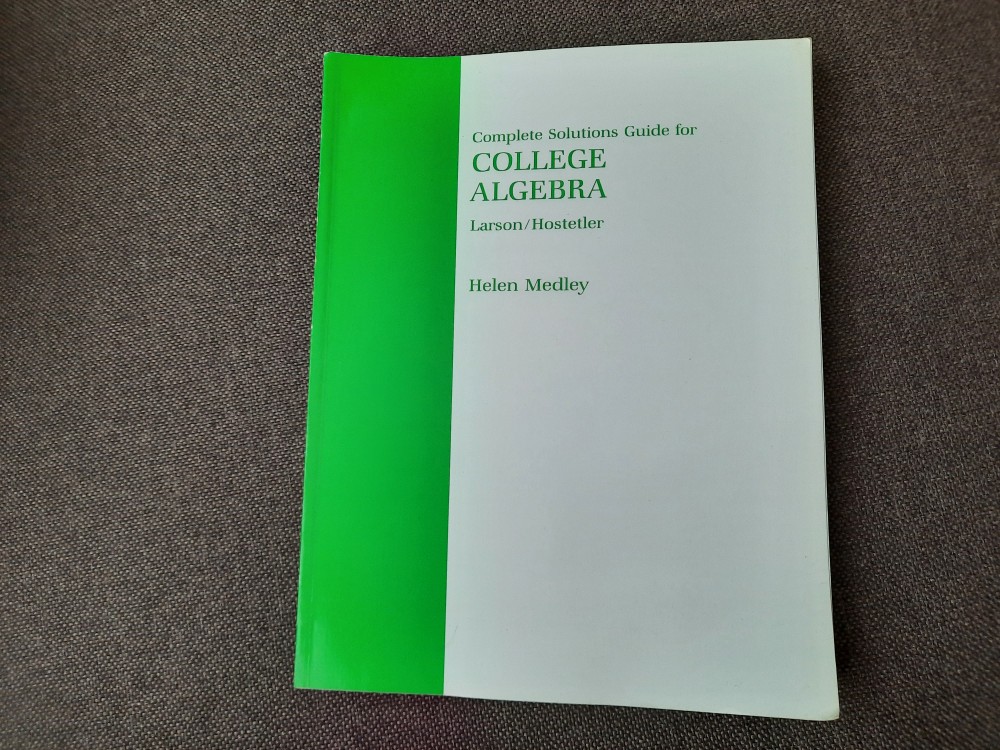 Complete Solutions Guide for
COLLEGE
ALGEBRA
Larson/Hostetler
Helen Medley